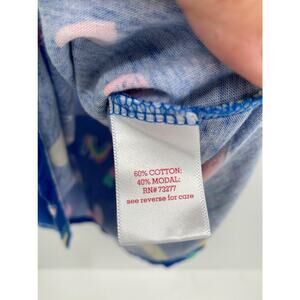 60% COTTON:
40% MODAL:
RN# 73277
see reverse for care